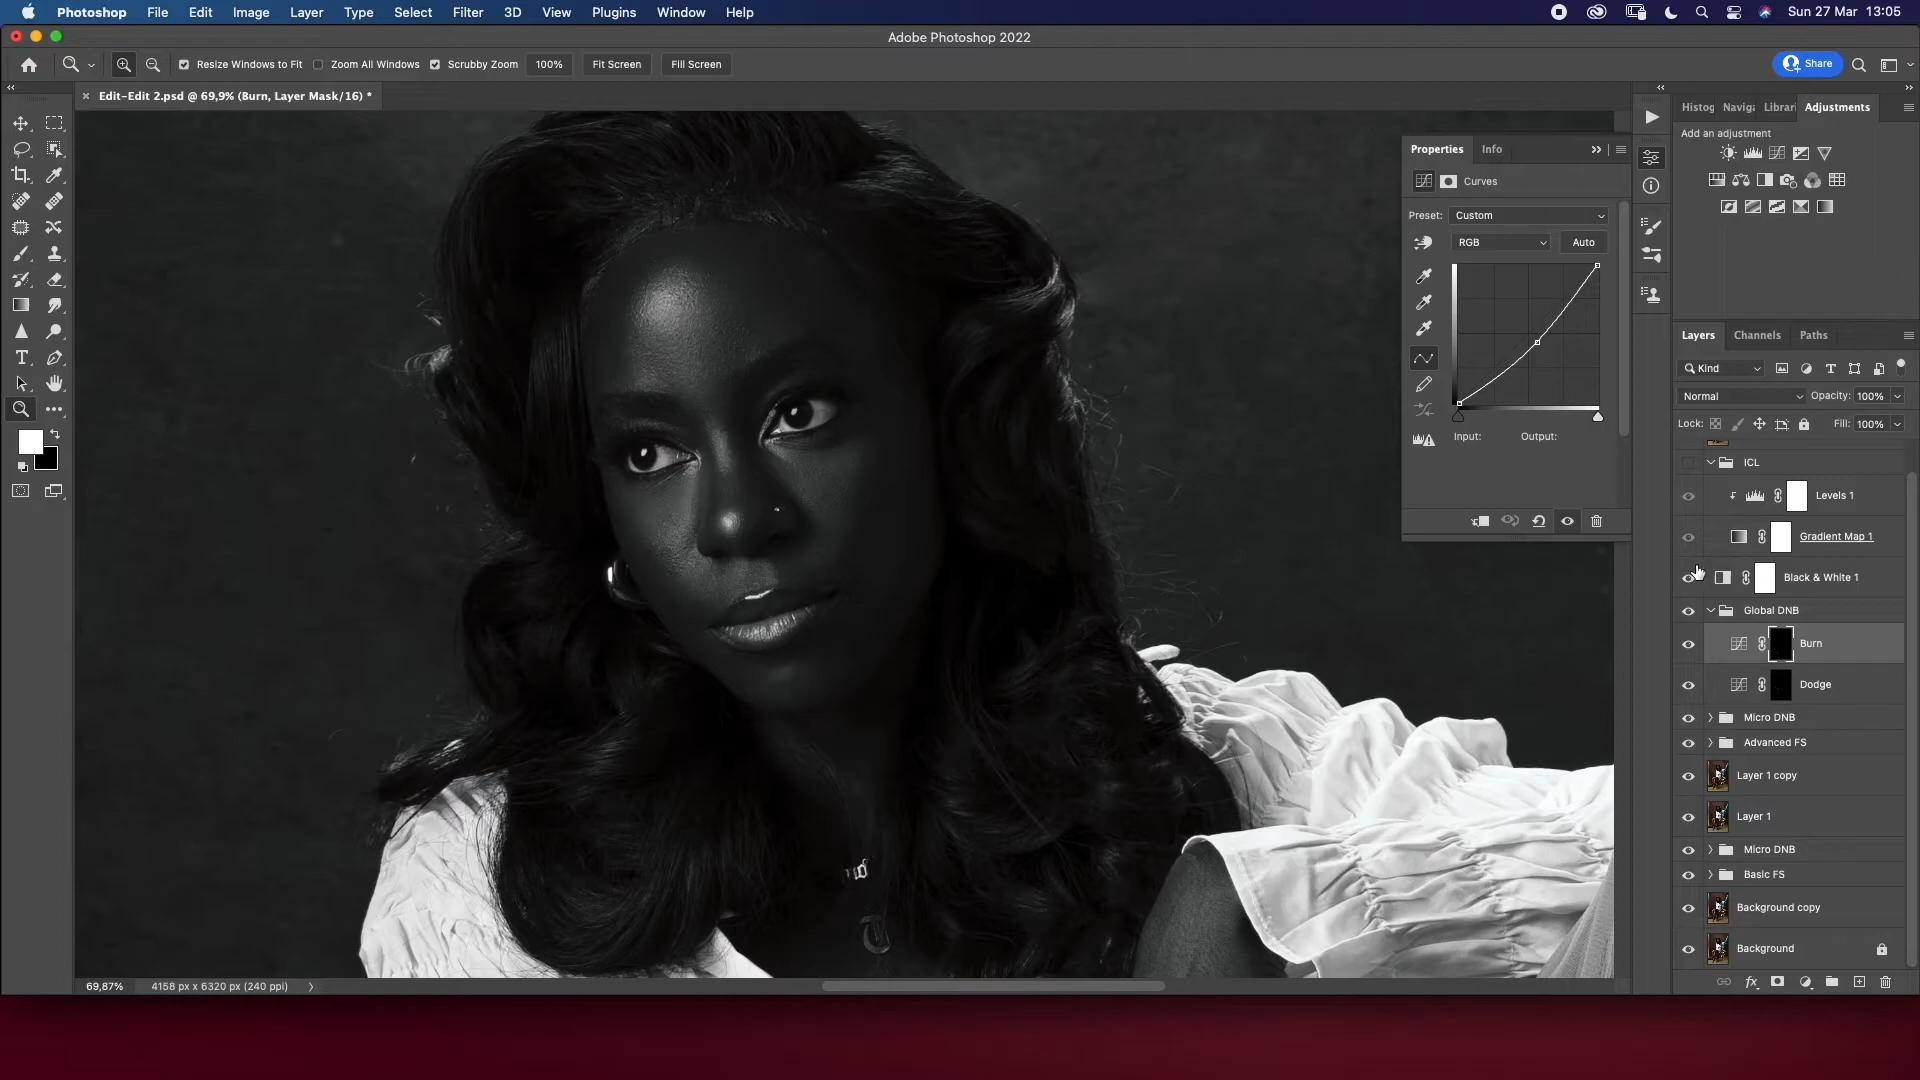 Photoshop File Edit Image Layer Type Select Filter 3D View Plugins Window Help Sun 27 Mar 13:05
Adobe Photoshop 2022
Resize Windows to Fit Zoom All Windows Scrubby Zoom 100% Fit Screen Fill Screen Share
Edit-Edit 2.psd @ 69,9% (Burn, Layer Mask/16) *
Histog Naviga Librari Adjustments
Add an adjustment
Properties Info
Curves
Preset: Custom
RGB Auto
Input: Output:
Layers Channels Paths
Kind
Normal Opacity: 100%
Lock: Fill: 100%
ICL
Levels 1
Gradient Map 1
Black & White 1
Global DNB
Burn
Dodge
Micro DNB
Advanced FS
Layer 1 copy
Layer 1
Micro DNB
Basic FS
Background copy
Background
69,87% 4158 px x 6320 px (240 ppi)